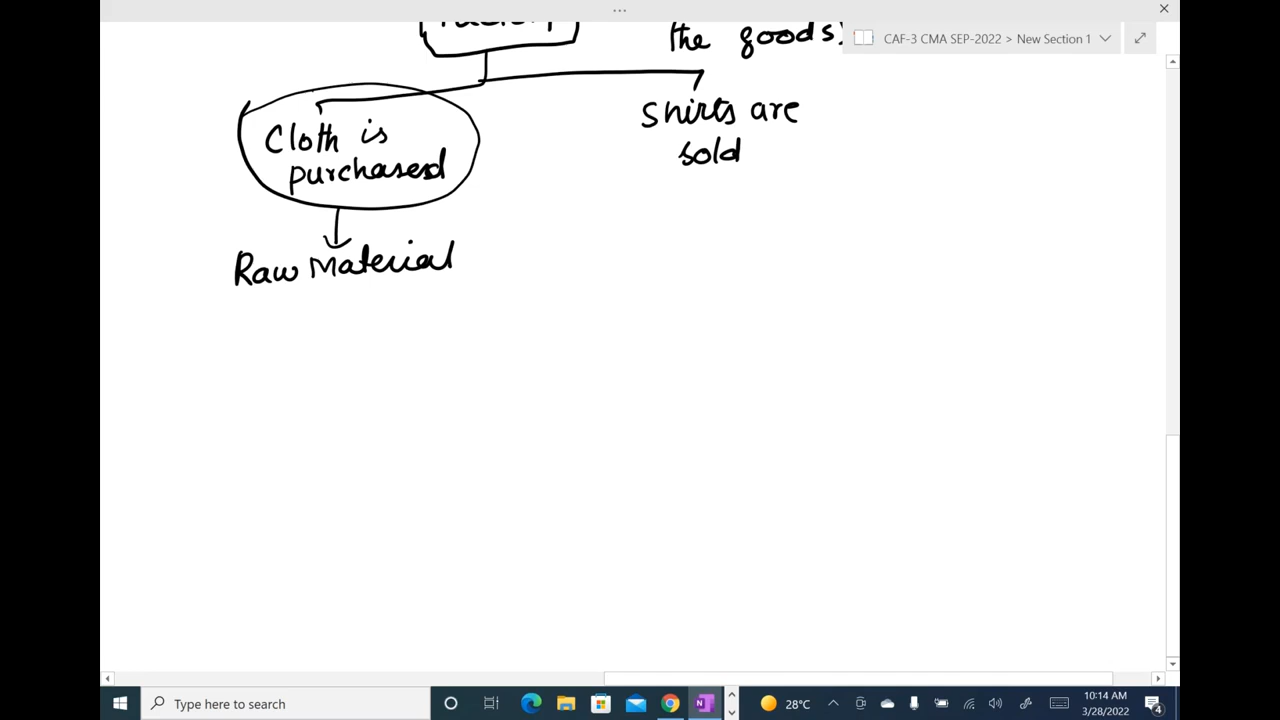 ...
the goods)
CAF-3 CMA SEP-2022 > New Section 1
Cloth is
purchased
shirts are
sold
Raw Material
Type here to search
28°C
10:14 AM
3/28/2022
4